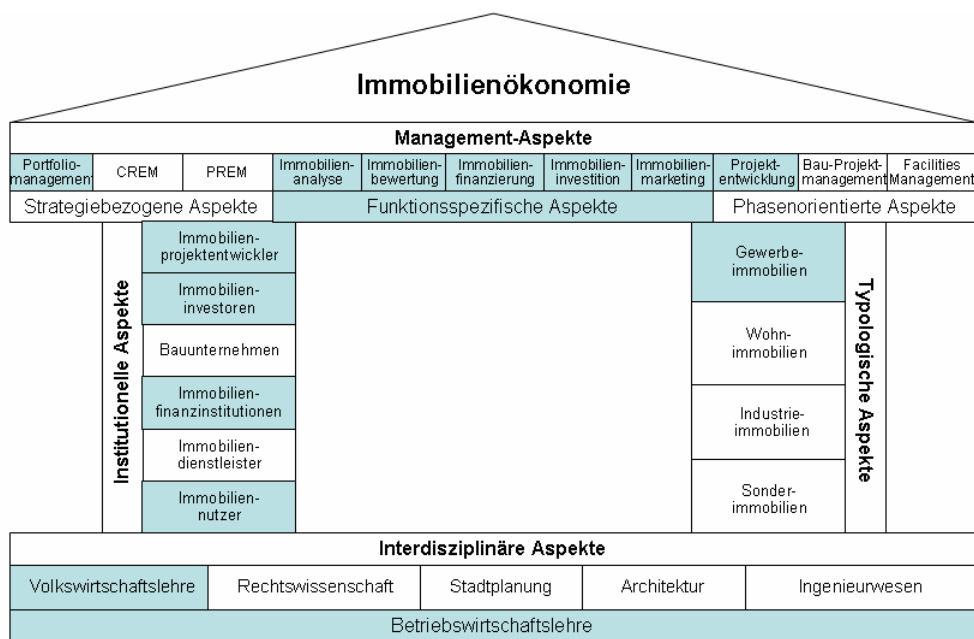 Immobilienökonomie
Management-Aspekte
Portfolio-
management
CREM
PREM
Immobilien-
analyse
Immobilien-
bewertung
Immobilien-
finanzierung
Immobilien-
investition
Immobilien-
marketing
Projekt-
entwicklung
Bau-Projekt-
management
Facilities
Management
Strategiebezogene Aspekte
Funktionsspezifische Aspekte
Phasenorientierte Aspekte
Institutionelle Aspekte
Immobilien-
projektentwickler
Immobilien-
investoren
Bauunternehmen
Immobilien-
finanzinstitutionen
Immobilien-
dienstleister
Immobilien-
nutzer
Gewerbe-
immobilien
Wohn-
immobilien
Industrie-
immobilien
Sonder-
immobilien
Typologische Aspekte
Interdisziplinäre Aspekte
Volkswirtschaftslehre
Rechtswissenschaft
Stadtplanung
Architektur
Ingenieurwesen
Betriebswirtschaftslehre